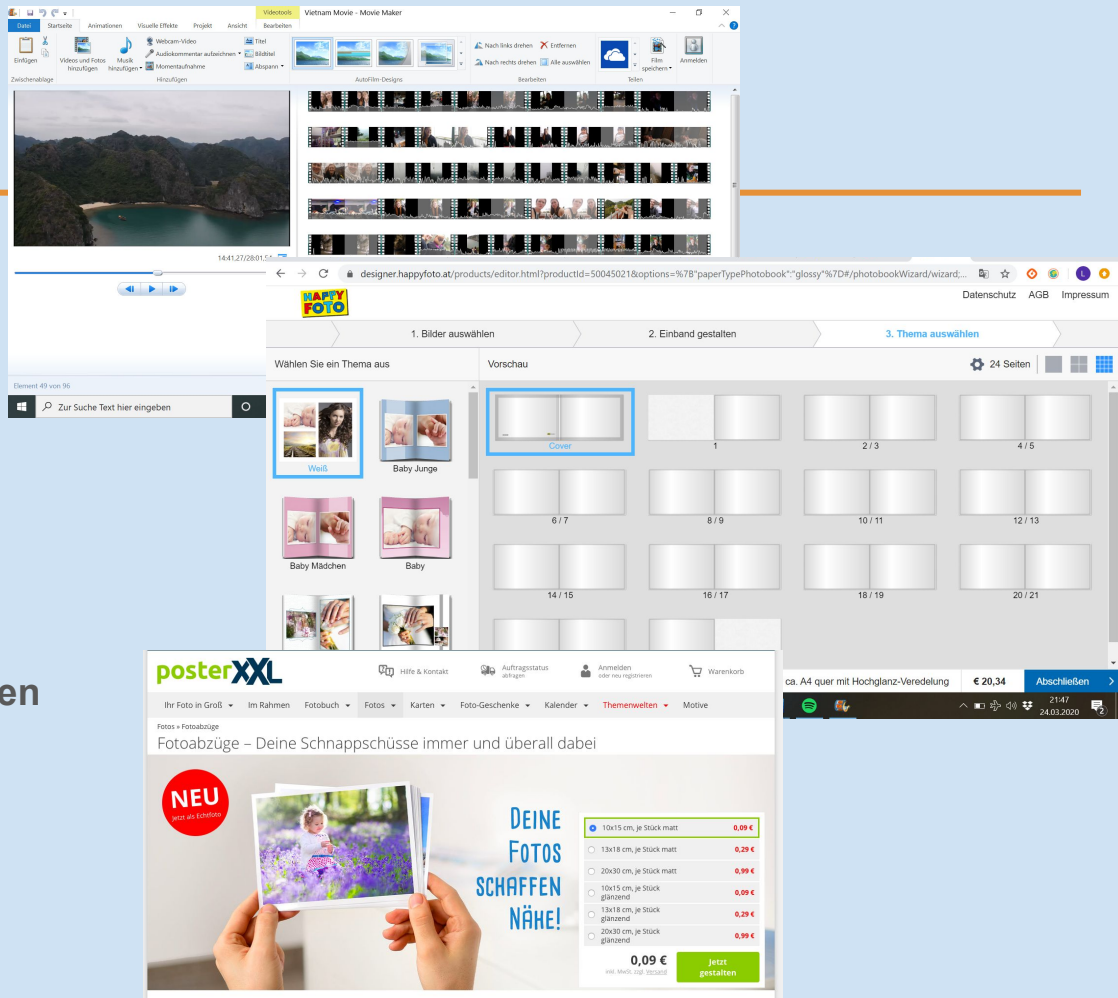 Videotools
Vietnam Movie - Movie Maker
Datei Startseite Animationen Visuelle Effekte Projekt Ansicht Bearbeiten
Einfügen
Videos und Fotos hinzufügen
Musik hinzufügen
Webcam-Video
Audiokommentar aufzeichnen
Momentaufnahme
Titel
Bildtitel
Abspann
Nach links drehen
Entfernen
Nach rechts drehen
Alle auswählen
Film speichern
Anmelden
Zwischenablage
Hinzufügen
AutoFilm-Designs
Bearbeiten
Teilen
14:41,27/28:01,54
Element 49 von 96
Zur Suche Text hier eingeben
designer.happyfoto.at/products/editor.html?productId=50045021&options=%7B"paperTypePhotobook":"glossy"%7D#/photobookWizard/wizard;...
L
HAPPY
FOTO
Datenschutz AGB Impressum
1. Bilder auswählen
2. Einband gestalten
3. Thema auswählen
Wählen Sie ein Thema aus
Vorschau
24 Seiten
Weiß
Baby Junge
Cover
1
2 / 3
4 / 5
6 / 7
8 / 9
10 / 11
12 / 13
Baby Mädchen
Baby
14 / 15
16 / 17
18 / 19
20 / 21
ca. A4 quer mit Hochglanz-Veredelung
€ 20,34
Abschließen
21:47
24.03.2020
2
en
posterXXL
Hilfe & Kontakt
Auftragsstatus
abfragen
Anmelden
oder neu registrieren
Warenkorb
Ihr Foto in Groß Im Rahmen Fotobuch Fotos Karten Foto-Geschenke Kalender Themenwelten Motive
Fotos » Fotoabzüge
Fotoabzüge – Deine Schnappschüsse immer und überall dabei
NEU
Jetzt als Echtfoto
DEINE
FOTOS
SCHAFFEN
NÄHE!
10x15 cm, je Stück matt 0,09 €
13x18 cm, je Stück matt 0,29 €
20x30 cm, je Stück matt 0,99 €
10x15 cm, je Stück
glänzend 0,09 €
13x18 cm, je Stück
glänzend 0,29 €
20x30 cm, je Stück
glänzend 0,99 €
0,09 €
inkl. MwSt. zzgl. Versand
Jetzt
gestalten